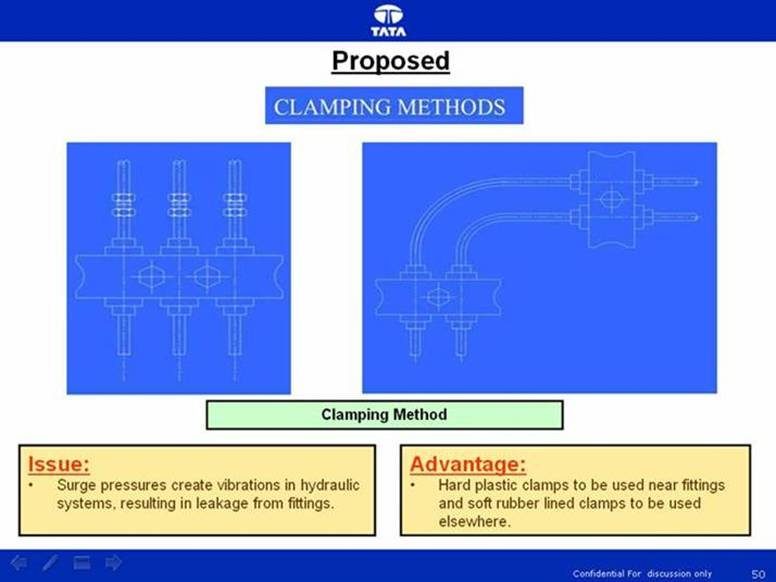 TATA
Proposed
CLAMPING METHODS
Clamping Method
Issue:
• Surge pressures create vibrations in hydraulic
systems, resulting in leakage from fittings.
Advantage:
• Hard plastic clamps to be used near fittings
and soft rubber lined clamps to be used
elsewhere.
Confidential For discussion only 50